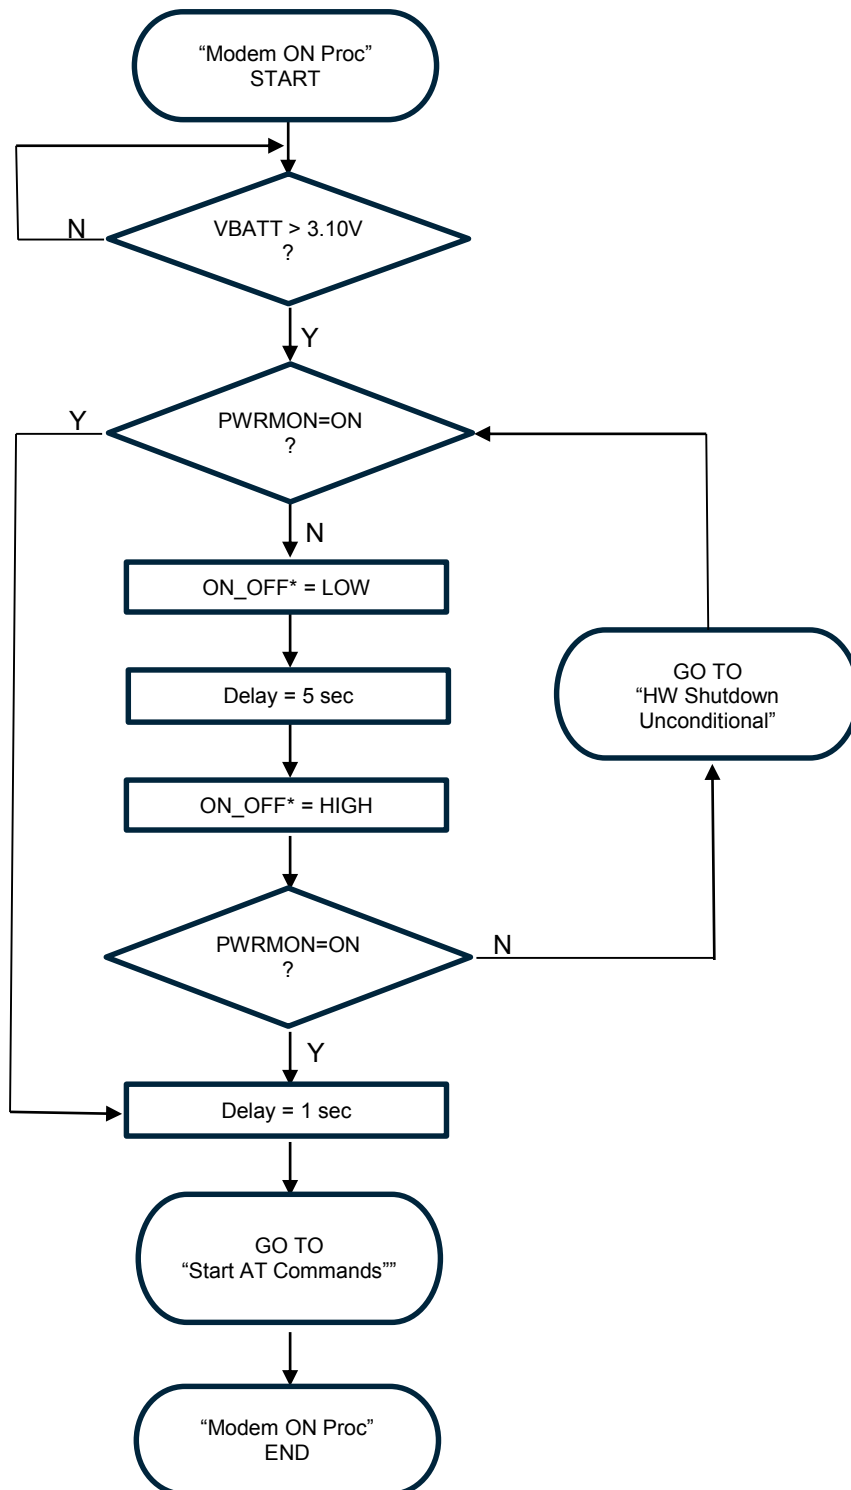 “Modem ON Proc”
START
N
VBATT > 3.10V
?
Y
Y
PWRMON=ON
?
N
ON_OFF* = LOW
GO TO
“HW Shutdown
Unconditional”
Delay = 5 sec
ON_OFF* = HIGH
PWRMON=ON
?
N
Y
Delay = 1 sec
GO TO
“Start AT Commands””
“Modem ON Proc”
END